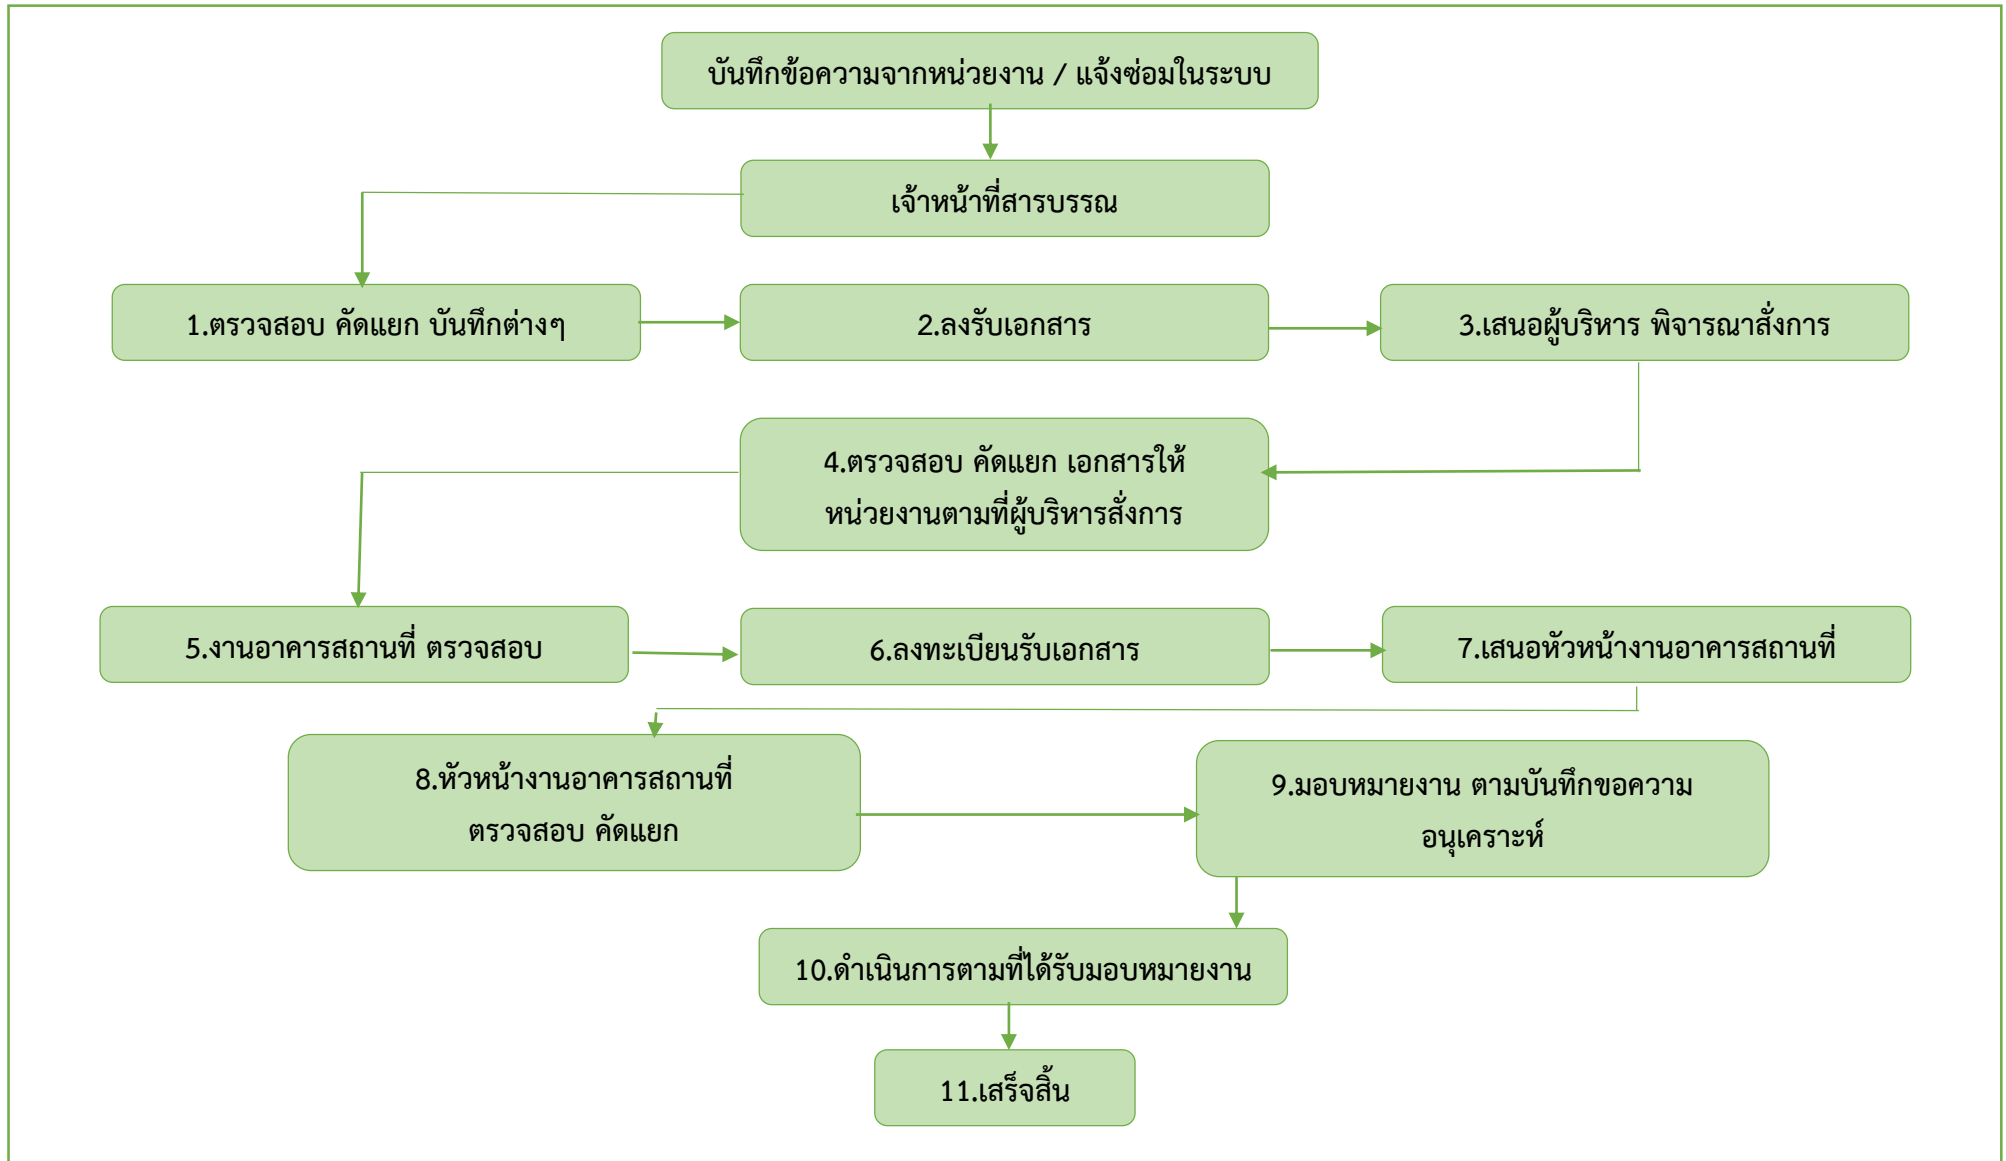 บันทึกข้อความจากหน่วยงาน / แจ้งซ่อมในระบบ
เจ้าหน้าที่สารบรรณ
1.ตรวจสอบ คัดแยก บันทึกต่างๆ
2.ลงรับเอกสาร
3.เสนอผู้บริหาร พิจารณาสั่งการ
4.ตรวจสอบ คัดแยก เอกสารให้
หน่วยงานตามที่ผู้บริหารสั่งการ
5.งานอาคารสถานที่ ตรวจสอบ
6.ลงทะเบียนรับเอกสาร
7.เสนอหัวหน้างานอาคารสถานที่
8.หัวหน้างานอาคารสถานที่
ตรวจสอบ คัดแยก
9.มอบหมายงาน ตามบันทึกขอความ
อนุเคราะห์
10.ดำเนินการตามที่ได้รับมอบหมายงาน
11.เสร็จสิ้น